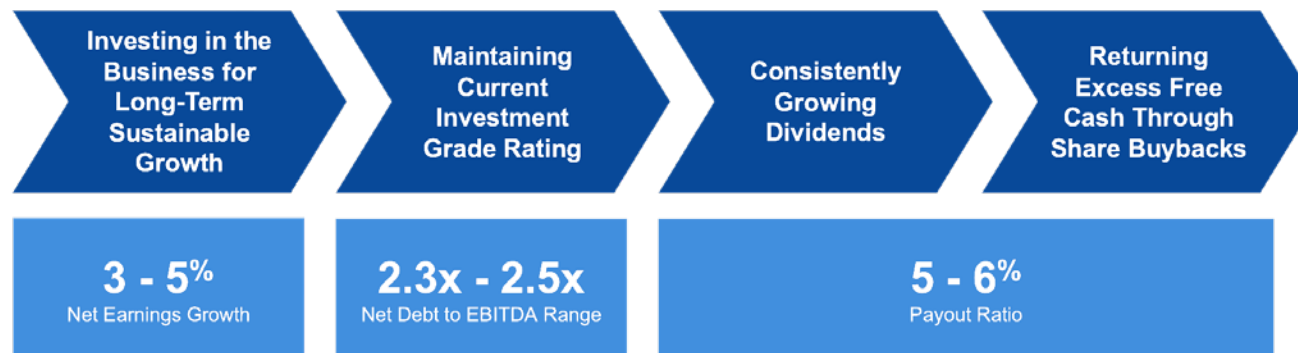 Investing in the
Business for
Long-Term
Sustainable
Growth
Maintaining
Current
Investment
Grade Rating
Consistently
Growing
Dividends
Returning
Excess Free
Cash Through
Share Buybacks
3 - 5%
Net Earnings Growth
2.3x - 2.5x
Net Debt to EBITDA Range
5 - 6%
Payout Ratio